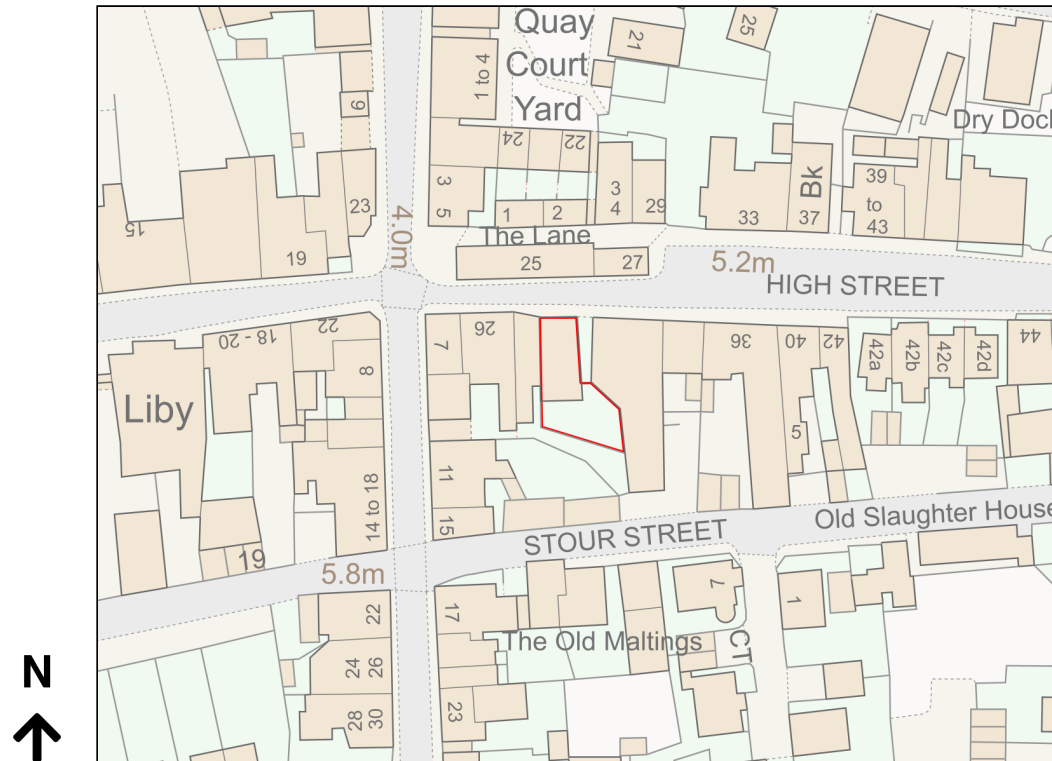 Quay
Court
Yard
21
25
1 to 4
6
Dry Doc
24
22
Bk
39
to
43
3
5
3
4
23
1
2
29
33
37
15
4.0m
The Lane
19
25
27
5.2m
HIGH STREET
18 - 20
22
7
26
36
40
42
42a
42b
42c
42d
44
8
Liby
5
11
14 to 18
15
STOUR STREET
Old Slaughter House
19
5.8m
7
1
22
17
The Old Maltings
CT
24
26
N
28
30
23